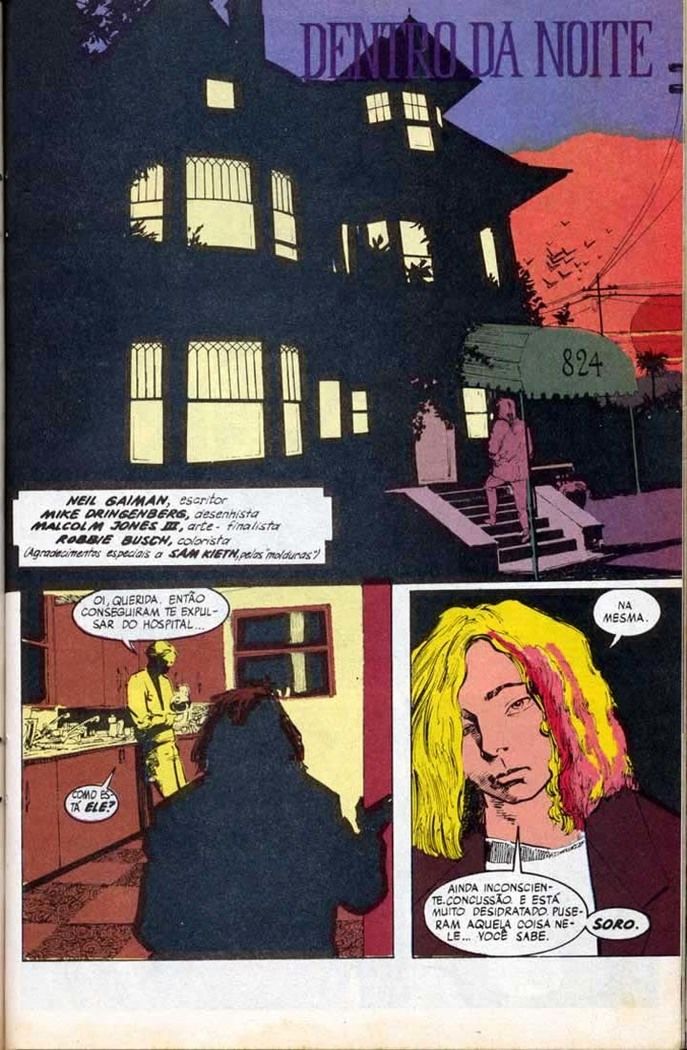 DENTRO DA NOITE
824
NEIL GAIMAN, escritor
MIKE DRINGENBERG, desenhista
MALCOLM JONES III, arte-finalista
ROBBIE BUSCH, colorista
(Agradecimentos especiais a SAM KIETH, pelas "molduras")
OI, QUERIDA. ENTÃO
CONSEGUIRAM TE EXPUL-
SAR DO HOSPITAL...
COMO ES-
TÁ ELE?
NA
MESMA.
AINDA INCONSCIEN-
TE. CONCUSSÃO. E ESTÁ
MUITO DESIDRATADO. PUSE-
RAM AQUELA COISA NE-
LE... VOCÊ SABE.
SORO.